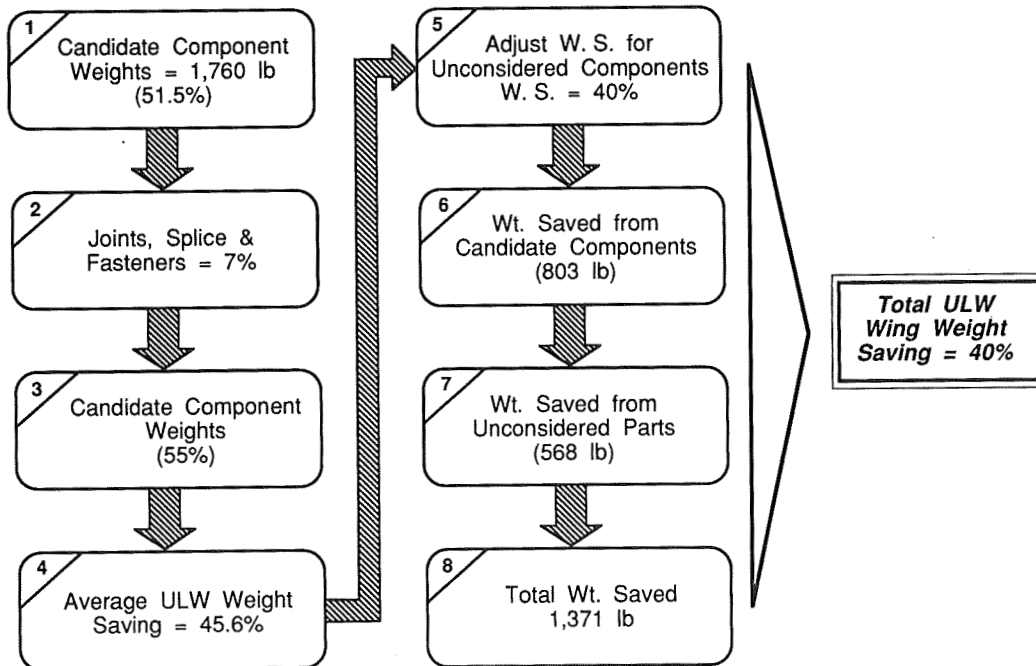 1
Candidate Component
Weights = 1,760 lb
(51.5%)
2
Joints, Splice &
Fasteners = 7%
3
Candidate Component
Weights
(55%)
4
Average ULW Weight
Saving = 45.6%
5
Adjust W. S. for
Unconsidered Components
W. S. = 40%
6
Wt. Saved from
Candidate Components
(803 lb)
7
Wt. Saved from
Unconsidered Parts
(568 lb)
8
Total Wt. Saved
1,371 lb
Total ULW
Wing Weight
Saving = 40%